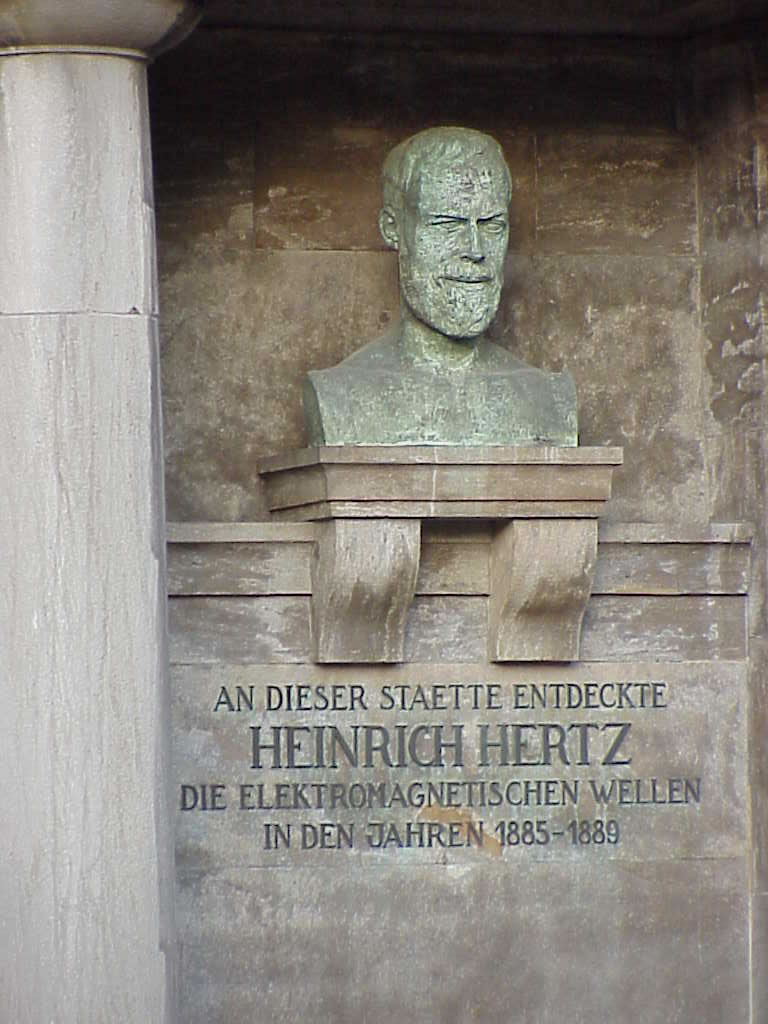 AN DIESER STAETTE ENTDECKTE
HEINRICH HERTZ
DIE ELEKTROMAGNETISCHEN WELLEN
IN DEN JAHREN 1885-1889